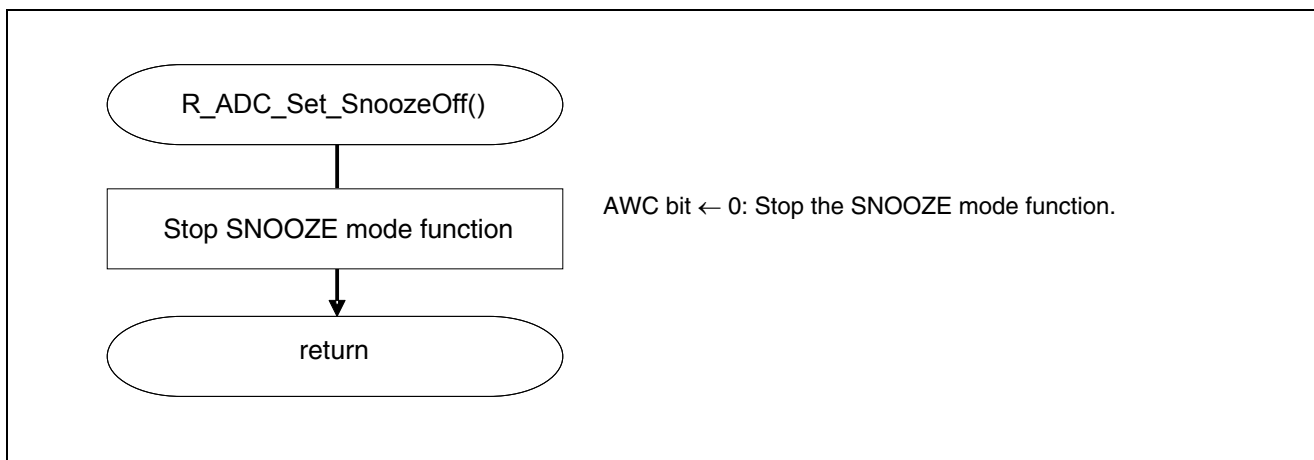 R_ADC_Set_SnoozeOff()
Stop SNOOZE mode function
AWC bit ← 0: Stop the SNOOZE mode function.
return